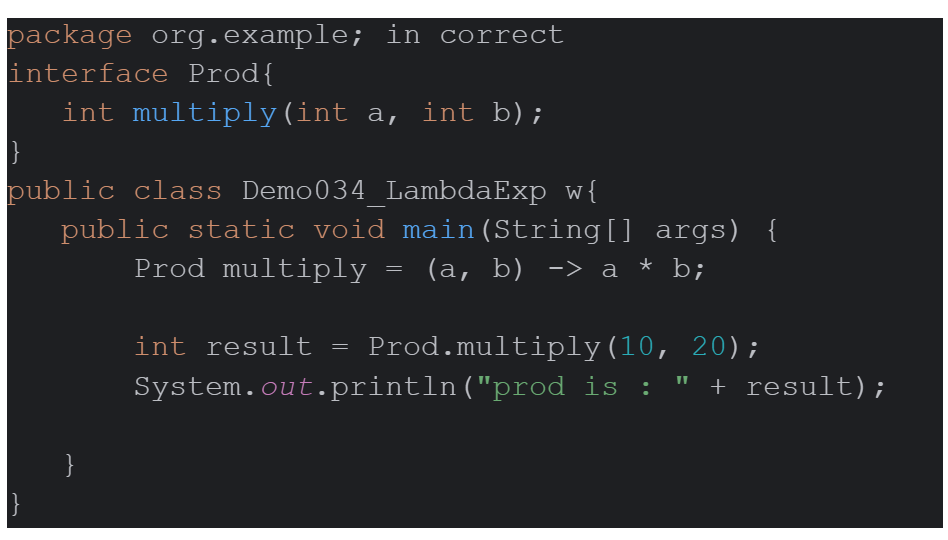 package org.example; in correct
interface Prod{
   int multiply(int a, int b);
}
public class Demo034_LambdaExp w{
   public static void main(String[] args) {
       Prod multiply = (a, b) -> a * b;
       int result = Prod.multiply(10, 20);
       System.out.println("prod is : " + result);
   }
}